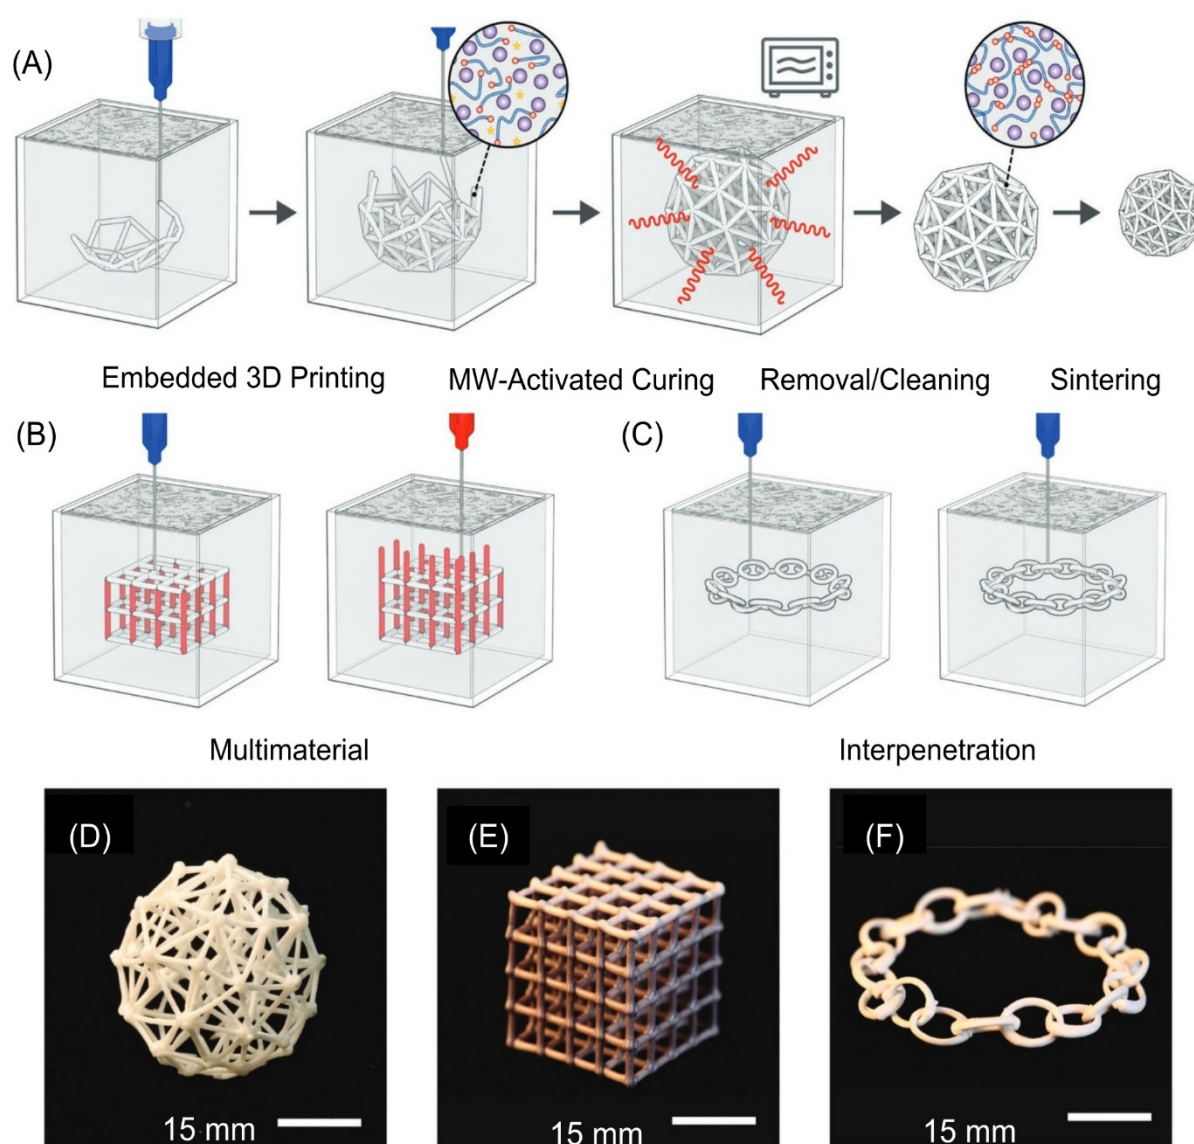 (A)
Embedded 3D Printing MW-Activated Curing Removal/Cleaning Sintering
(B) (C)
Multimaterial Interpenetration
(D) (E) (F)
15 mm 15 mm 15 mm